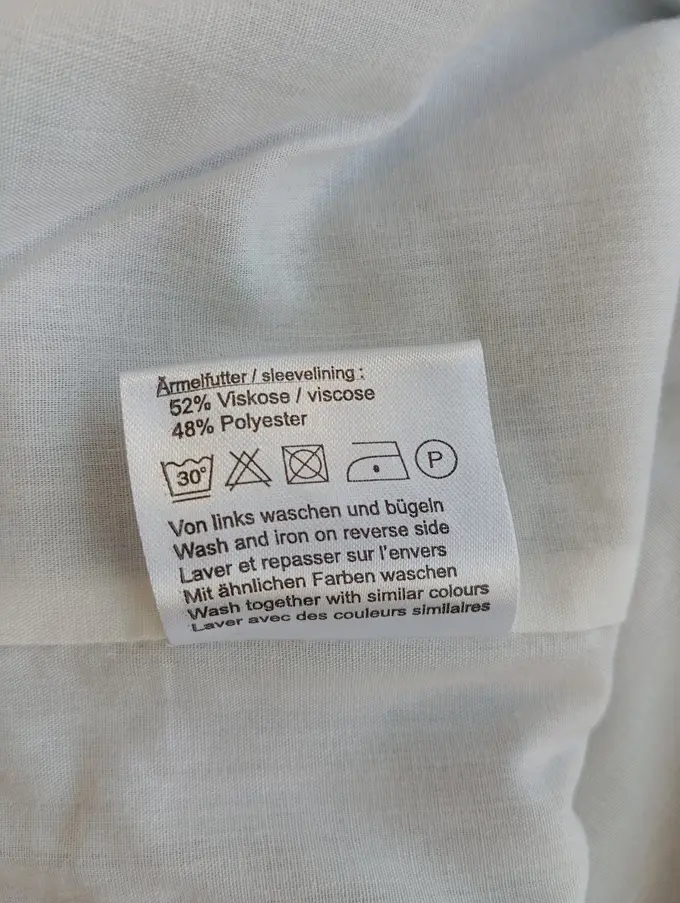 Ärmelfutter / sleevelining :
52% Viskose / viscose
48% Polyester
30° P
Von links waschen und bügeln
Wash and iron on reverse side
Laver et repasser sur l'envers
Mit ähnlichen Farben waschen
Wash together with similar colours
Laver avec des couleurs similaires